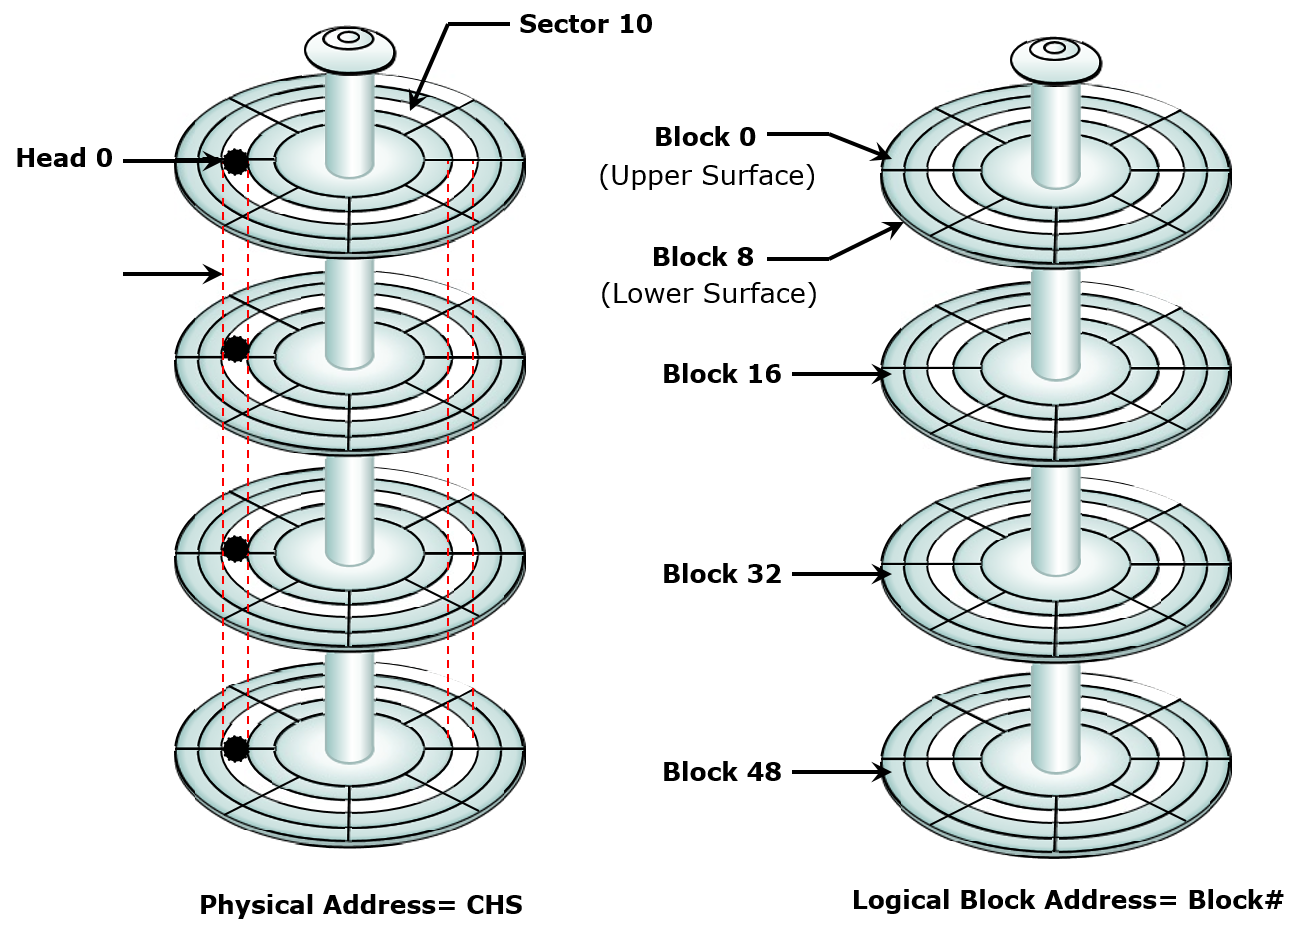 Sector 10
Head 0
Block 0
(Upper Surface)
Block 8
(Lower Surface)
Block 16
Block 32
Block 48
Physical Address= CHS
Logical Block Address= Block#